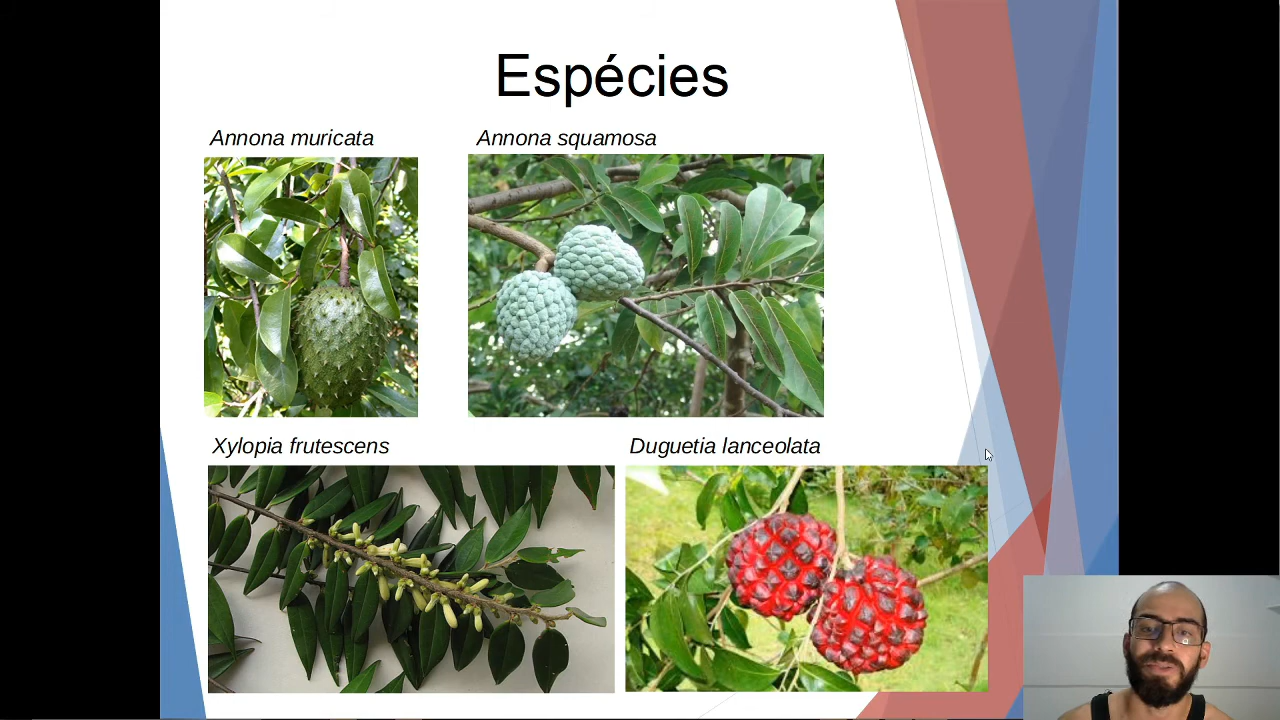 Espécies
Annona muricata
Annona squamosa
Xylopia frutescens
Duguetia lanceolata